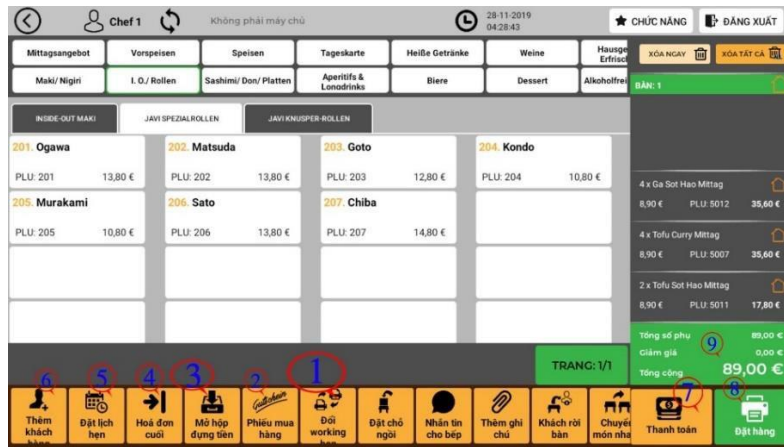 Chef 1
Không phải máy chủ
28-11-2019
04:28:43
CHỨC NĂNG
ĐĂNG XUẤT
Mittagsangebot
Vorspeisen
Speisen
Tageskarte
Heiße Getränke
Weine
Hausge
Erfrisch
XÓA NGAY
XÓA TẤT CẢ
Maki/ Nigiri
I. O./ Rollen
Sashimi/ Don/ Platten
Aperitifs &
Longdrinks
Biere
Dessert
Alkoholfrei
BÀN: 1
INSIDE-OUT MAKI
JAVI SPEZIALROLLEN
JAVI KNUSPER-ROLLEN
201. Ogawa
PLU: 201 13,80 €
202. Matsuda
PLU: 202 13,80 €
203. Goto
PLU: 203 12,80 €
204. Kondo
PLU: 204 10,80 €
205. Murakami
PLU: 205 10,80 €
206. Sato
PLU: 206 13,80 €
207. Chiba
PLU: 207 14,80 €
4 x Ga Sot Hao Mittag
8,90 € PLU: 5012 35,60 €
4 x Tofu Curry Mittag
8,90 € PLU: 5007 35,60 €
2 x Tofu Sot Hao Mittag
8,90 € PLU: 5011 17,80 €
Tổng số phụ 89,00 €
Giảm giá 9 0,00 €
Tổng cộng 89,00 €
TRANG: 1/1
6
Thêm
khách
hàng
5
Đặt lịch
hẹn
4
Hoá đơn
cuối
3
Mở hộp
đựng tiền
2
Gutschein
Phiếu mua
hàng
1
Đổi
working
Đặt chỗ
ngồi
Nhắn tin
cho bếp
Thêm ghi
chú
Khách rời
bàn
Chuyể
món nhà
7
Thanh toán
8
Đặt hàng